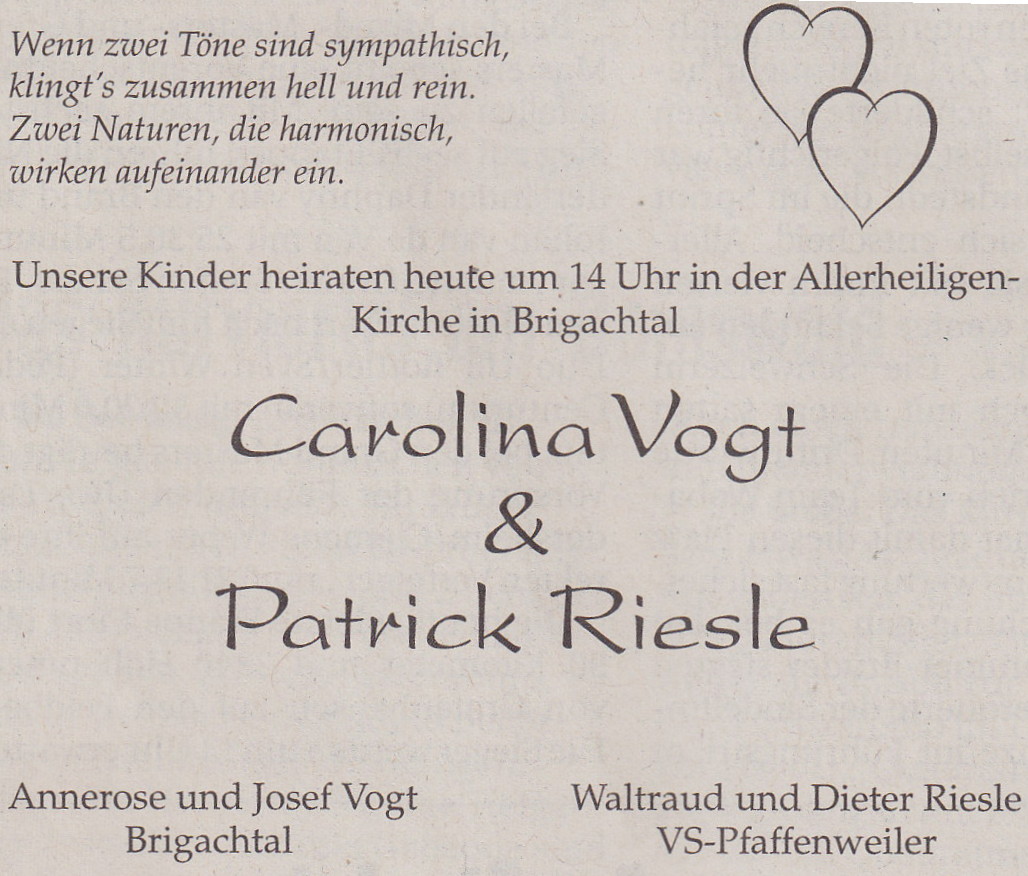 Wenn zwei Töne sind sympathisch,
klingt's zusammen hell und rein.
Zwei Naturen, die harmonisch,
wirken aufeinander ein.
Unsere Kinder heiraten heute um 14 Uhr in der Allerheiligen-
Kirche in Brigachtal
Carolina Vogt
&
Patrick Riesle
Annerose und Josef Vogt
Brigachtal
Waltraud und Dieter Riesle
VS-Pfaffenweiler